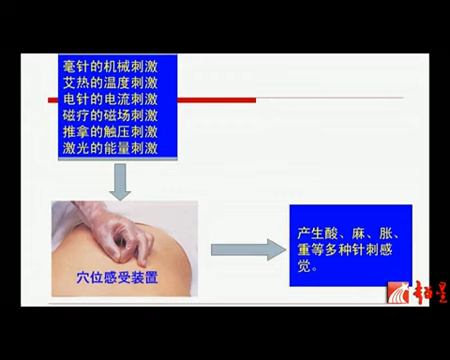 毫针的机械刺激
艾热的温度刺激
电针的电流刺激
磁疗的磁场刺激
推拿的触压刺激
激光的能量刺激
穴位感受装置
产生酸、麻、胀、
重等多种针刺感
觉。